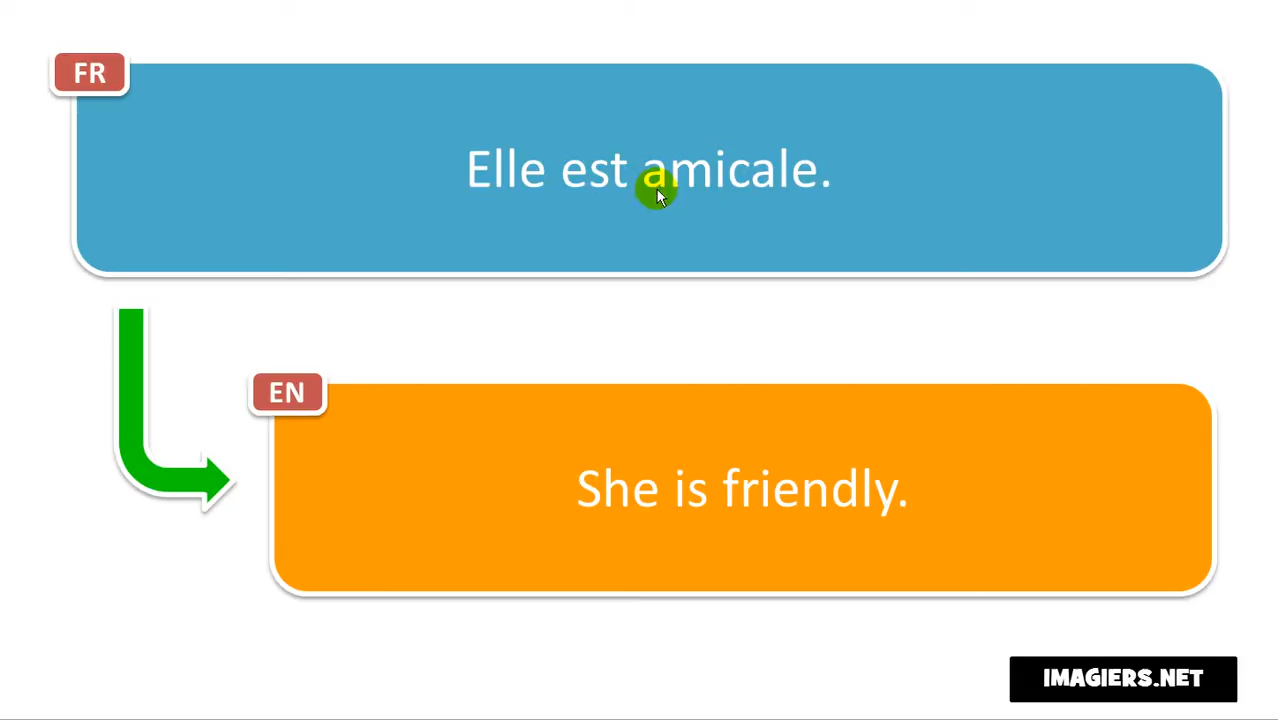 FR
Elle est amicale.
EN
She is friendly.
IMAGIERS.NET